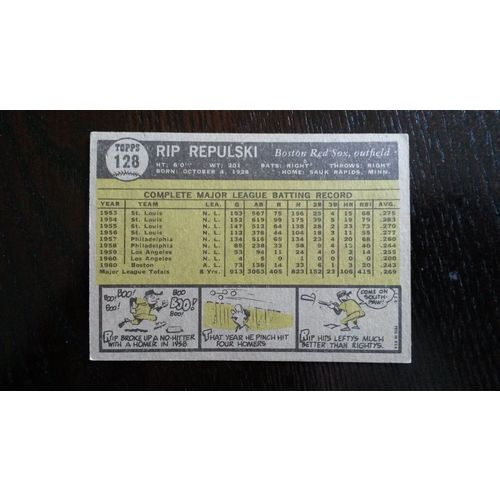 TOPPS
128
RIP REPULSKI Boston Red Sox, outfield
HT: 6'0" WT: 201 BATS: RIGHT THROWS: RIGHT
BORN: OCTOBER 4, 1928 HOME: SAUK RAPIDS, MINN.
COMPLETE MAJOR LEAGUE BATTING RECORD
YEAR TEAM LEA. G AB R H 2B 3B HR RBI AVG.
1953 St. Louis N. L. 153 567 75 156 25 4 15 66 .275
1954 St. Louis N. L. 152 619 99 175 39 5 19 79 .283
1955 St. Louis N. L. 147 512 64 138 28 2 23 73 .270
1956 St. Louis N. L. 112 376 44 104 18 3 11 55 .277
1957 Philadelphia N. L. 134 516 65 134 23 4 20 68 .260
1958 Philadelphia N. L. 85 238 33 58 9 4 13 40 .244
1959 Los Angeles N. L. 53 94 11 24 4 0 2 14 .255
1960 Los Angeles N. L. 4 5 0 1 0 0 0 0 .200
1960 Boston A. L. 73 136 14 33 6 1 3 20 .243
Major League Totals 8 Yrs. 913 3063 405 823 152 23 106 415 .269
BOO! BOO! BOO! BOO!
RIP BROKE UP A NO-HITTER
WITH A HOMER IN 1958
THAT YEAR HE PINCH HIT
FOUR HOMERS
COME ON
SOUTH-
PAW!
RIP HITS LEFTYS MUCH
BETTER THAN RIGHTYS.